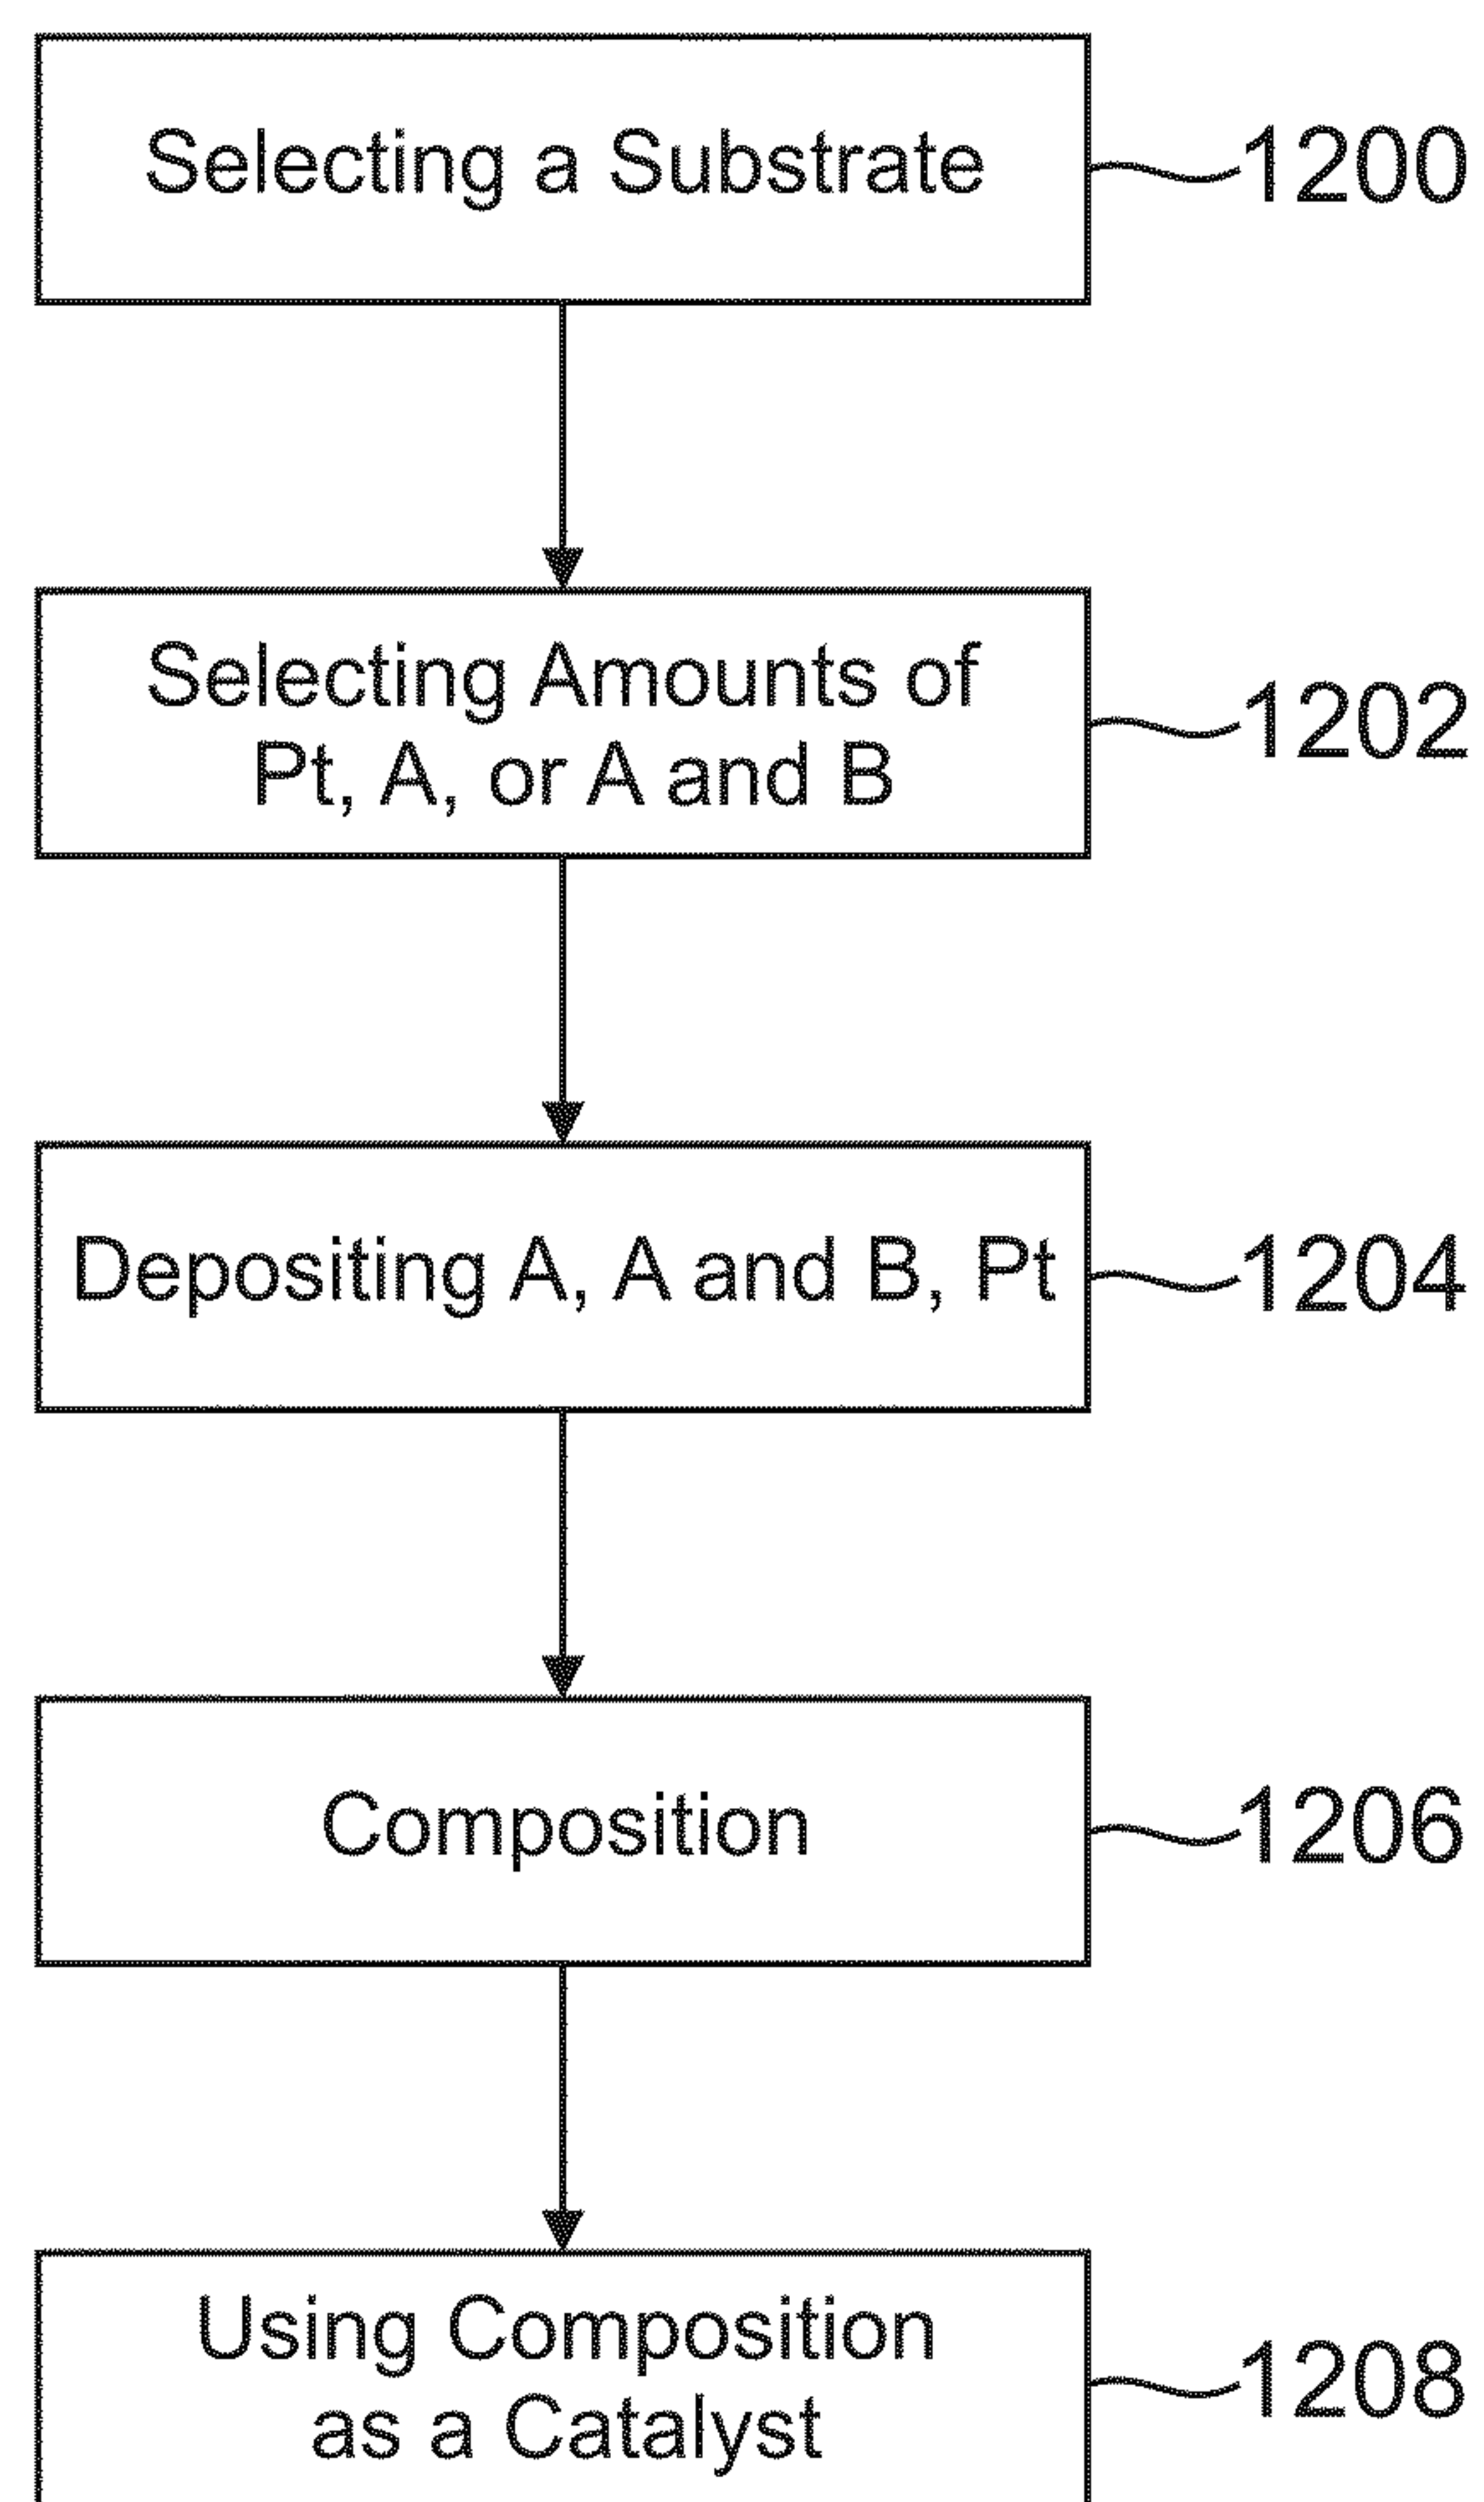 Selecting a Substrate
1200
Selecting Amounts of
Pt, A, or A and B
1202
Depositing A, A and B, Pt
1204
Composition
1206
Using Composition
as a Catalyst
1208